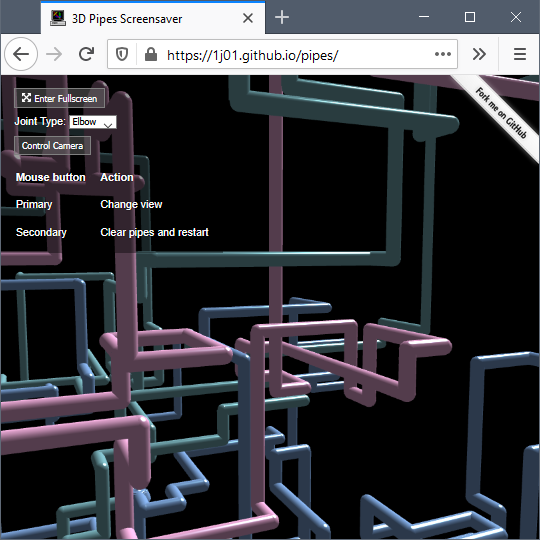 3D Pipes Screensaver
https://1j01.github.io/pipes/
Fork me on GitHub
Enter Fullscreen
Joint Type: Elbow
Control Camera
Mouse button Action
Primary Change view
Secondary Clear pipes and restart